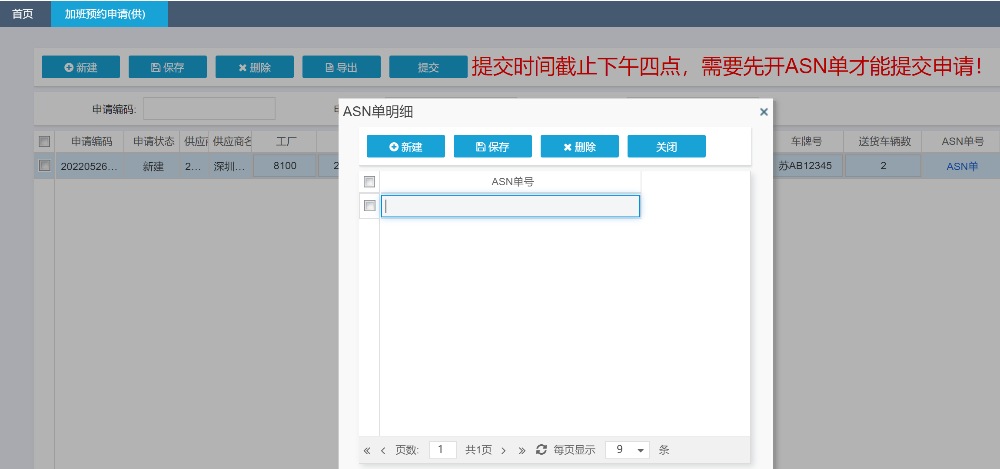 首页 加班预约申请(供)
新建 保存 删除 导出 提交 提交时间截止下午四点，需要先开ASN单才能提交申请！
申请编码:
ASN单明细
申请编码 申请状态 供应 供应商名 工厂 车牌号 送货车辆数 ASN单号
新建 保存 删除 关闭
20220526... 新建 2... 深圳... 8100 2 苏AB12345 2 ASN单
ASN单号
页数: 1 共1页 每页显示 9 条